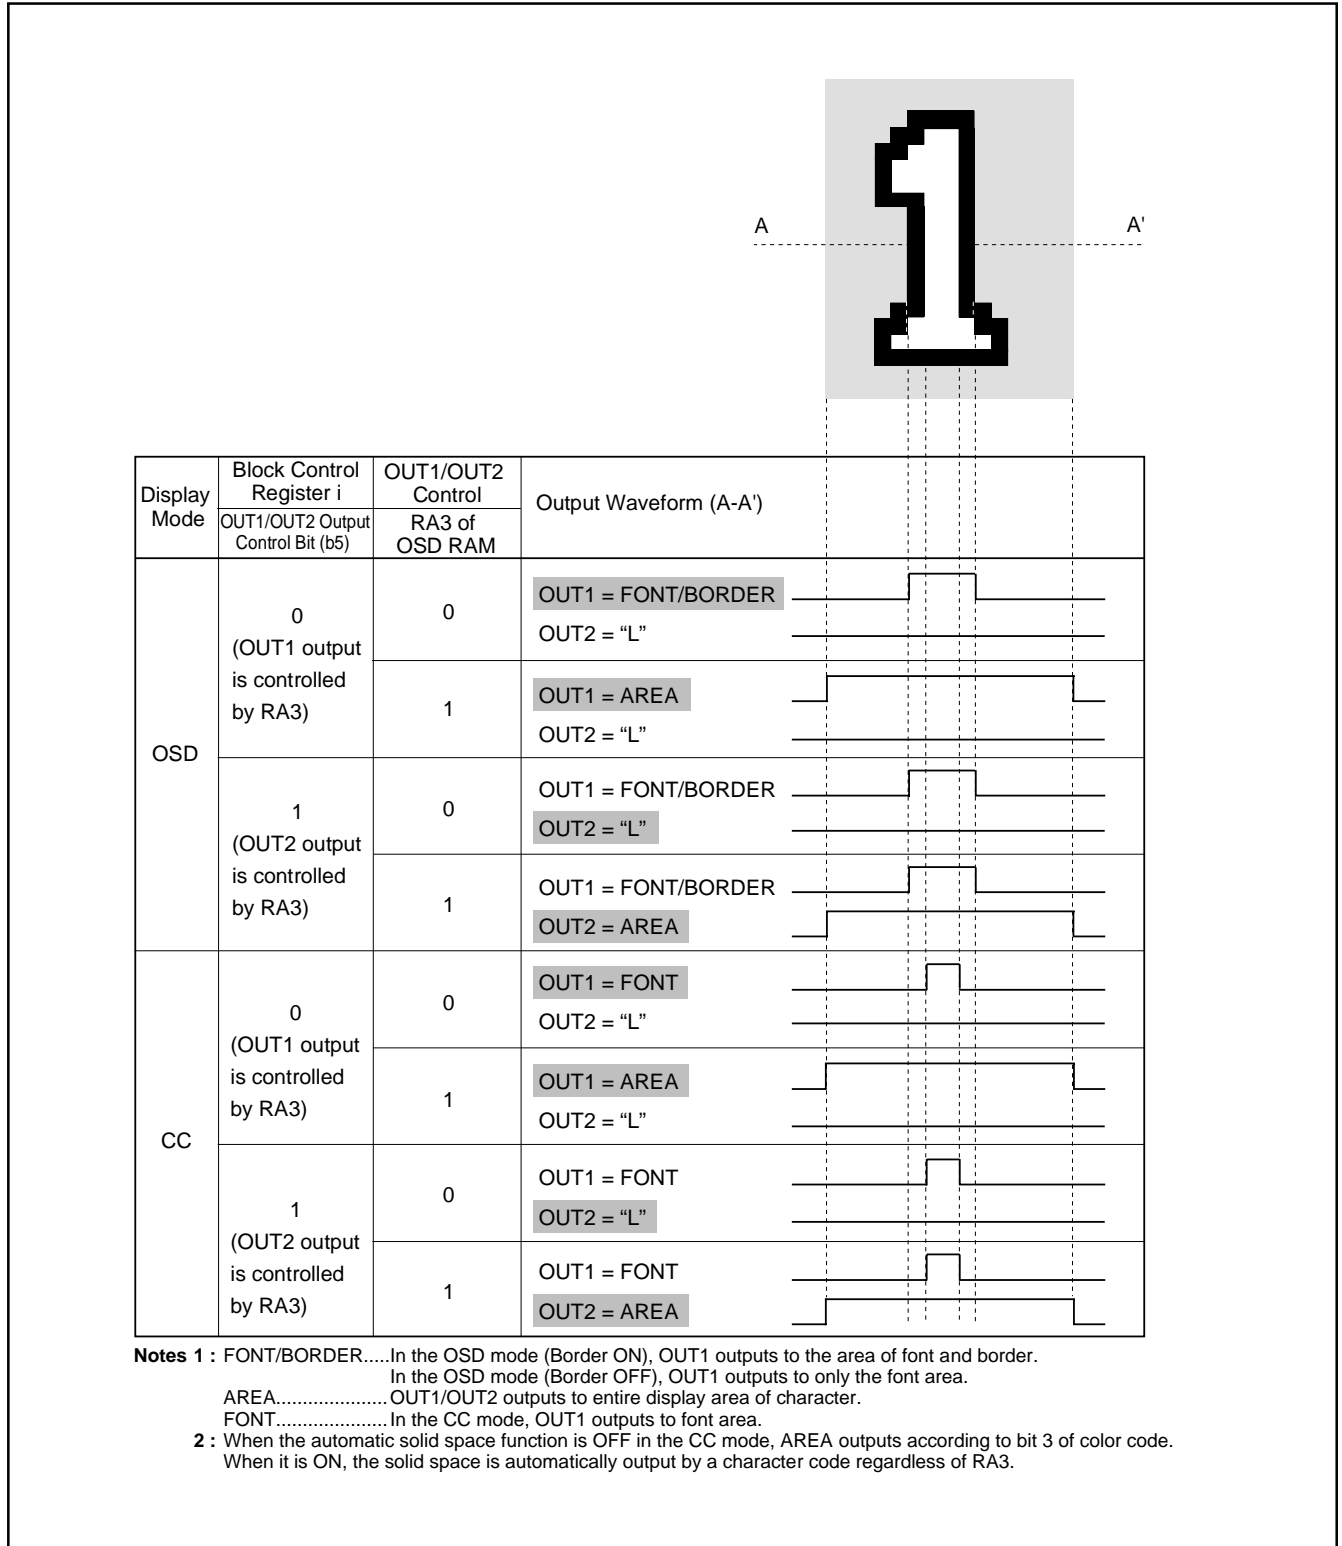 A A'
Display Mode
Block Control Register i
OUT1/OUT2 Output Control Bit (b5)
OUT1/OUT2 Control
RA3 of OSD RAM
Output Waveform (A-A')
OSD
0
(OUT1 output
is controlled
by RA3)
0
OUT1 = FONT/BORDER
OUT2 = “L”
1
OUT1 = AREA
OUT2 = “L”
1
(OUT2 output
is controlled
by RA3)
0
OUT1 = FONT/BORDER
OUT2 = “L”
1
OUT1 = FONT/BORDER
OUT2 = AREA
CC
0
(OUT1 output
is controlled
by RA3)
0
OUT1 = FONT
OUT2 = “L”
1
OUT1 = AREA
OUT2 = “L”
1
(OUT2 output
is controlled
by RA3)
0
OUT1 = FONT
OUT2 = “L”
1
OUT1 = FONT
OUT2 = AREA
Notes 1 : FONT/BORDER.....In the OSD mode (Border ON), OUT1 outputs to the area of font and border.
In the OSD mode (Border OFF), OUT1 outputs to only the font area.
AREA.....................OUT1/OUT2 outputs to entire display area of character.
FONT.....................In the CC mode, OUT1 outputs to font area.
2 : When the automatic solid space function is OFF in the CC mode, AREA outputs according to bit 3 of color code.
When it is ON, the solid space is automatically output by a character code regardless of RA3.